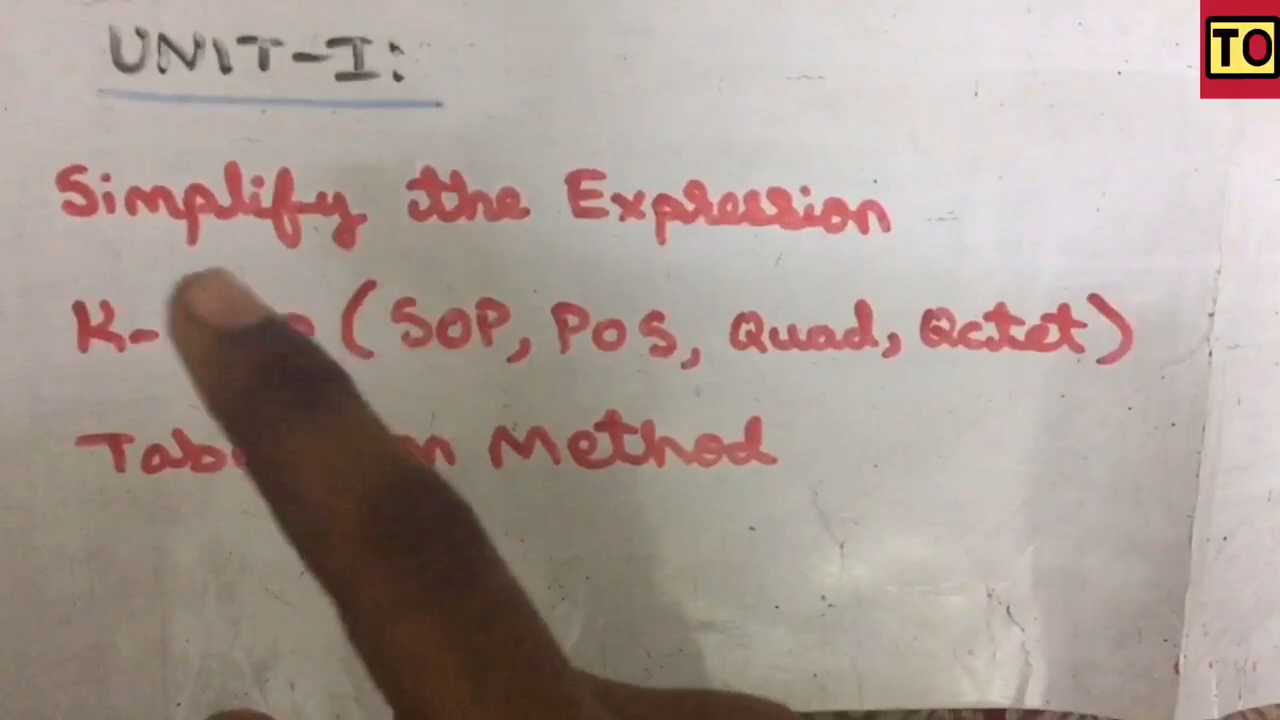 UNIT-I:
TO
Simplify the Expression
K- (SOP, POS, Quad, Octet)
Method